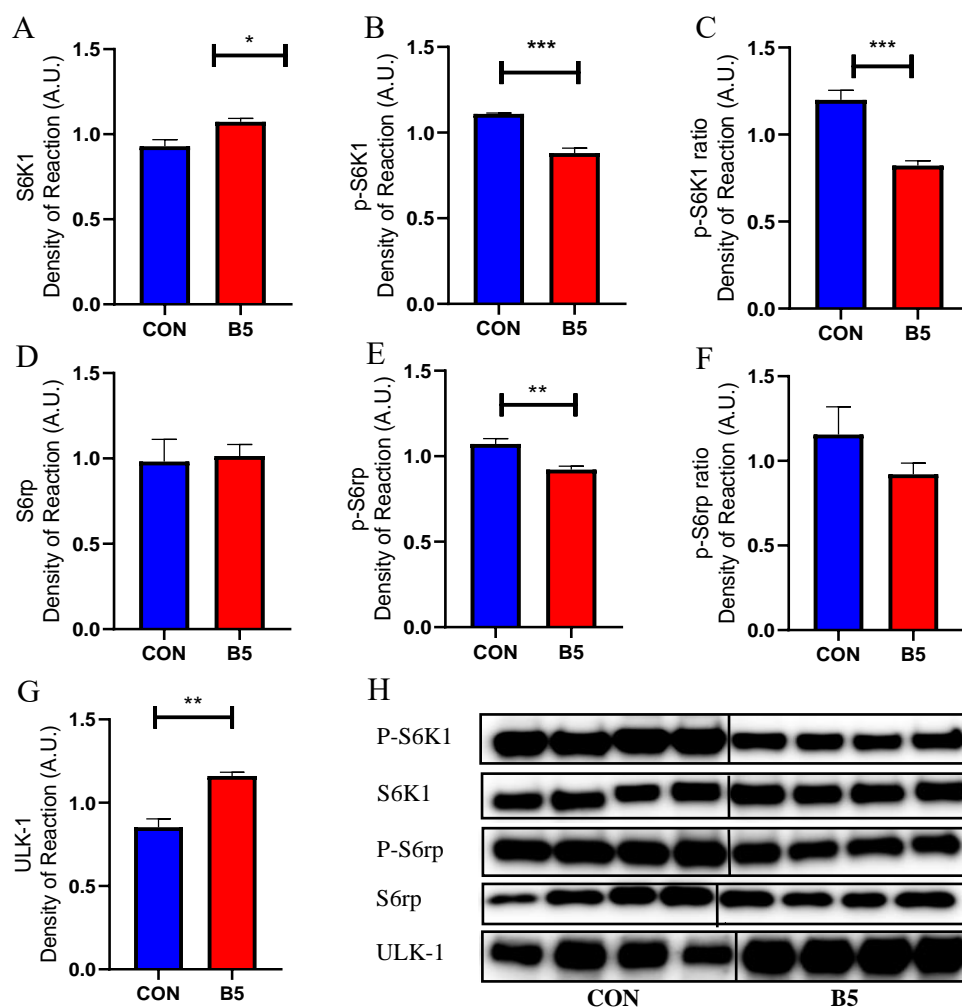 A
S6K1
Density of Reaction (A.U.)
1.5
1.0
0.5
0.0
*
CON B5
B
p-S6K1
Density of Reaction (A.U.)
1.5
1.0
0.5
0.0
***
CON B5
C
p-S6K1 ratio
Density of Reaction (A.U.)
1.5
1.0
0.5
0.0
***
CON B5
D
S6rp
Density of Reaction (A.U.)
1.5
1.0
0.5
0.0
CON B5
E
p-S6rp
Density of Reaction (A.U.)
1.5
1.0
0.5
0.0
**
CON B5
F
p-S6rp ratio
Density of Reaction (A.U.)
1.5
1.0
0.5
0.0
CON B5
G
ULK-1
Density of Reaction (A.U.)
1.5
1.0
0.5
0.0
**
CON B5
H
P-S6K1
S6K1
P-S6rp
S6rp
ULK-1
CON B5